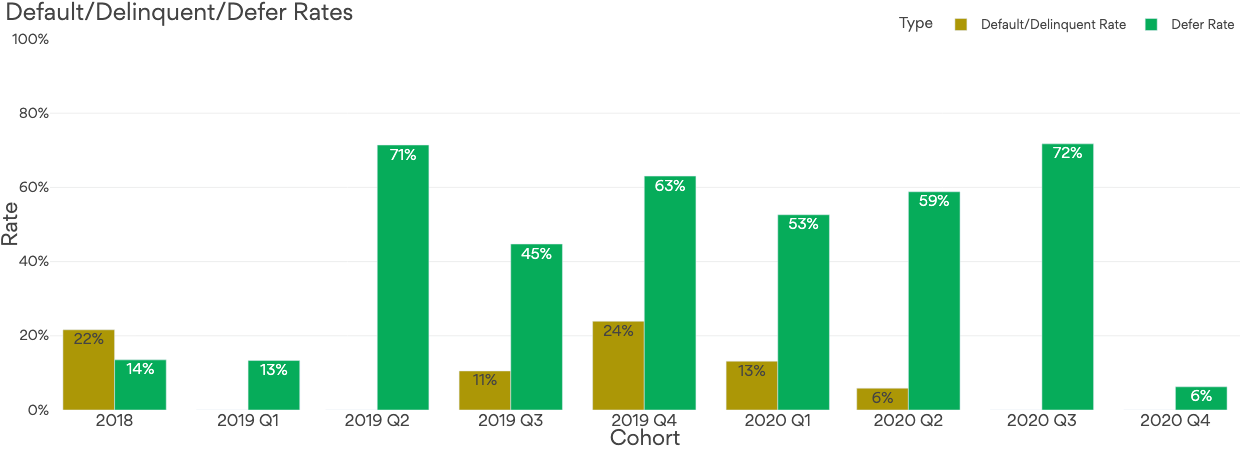 Default/Delinquent/Defer Rates
Type Default/Delinquent Rate Defer Rate
100%
80%
60%
40%
20%
0%
Rate
22% 14% 13% 71% 11% 45% 24% 63% 13% 53% 6% 59% 72% 6%
2018 2019 Q1 2019 Q2 2019 Q3 2019 Q4 2020 Q1 2020 Q2 2020 Q3 2020 Q4
Cohort